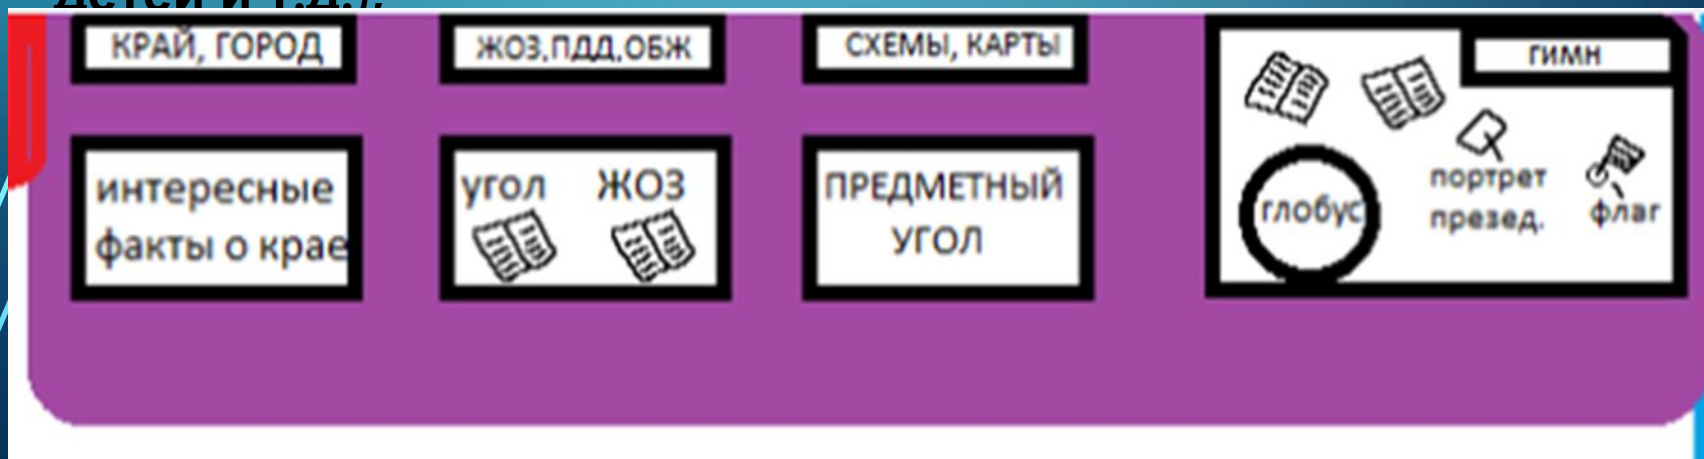 детей и т.д.),
КРАЙ, ГОРОД
ЖОЗ,ПДД,ОБЖ
СХЕМЫ, КАРТЫ
ГИМН
интересные
факты о крае
угол ЖОЗ
ПРЕДМЕТНЫЙ
УГОЛ
глобус
портрет
презед.
флаг